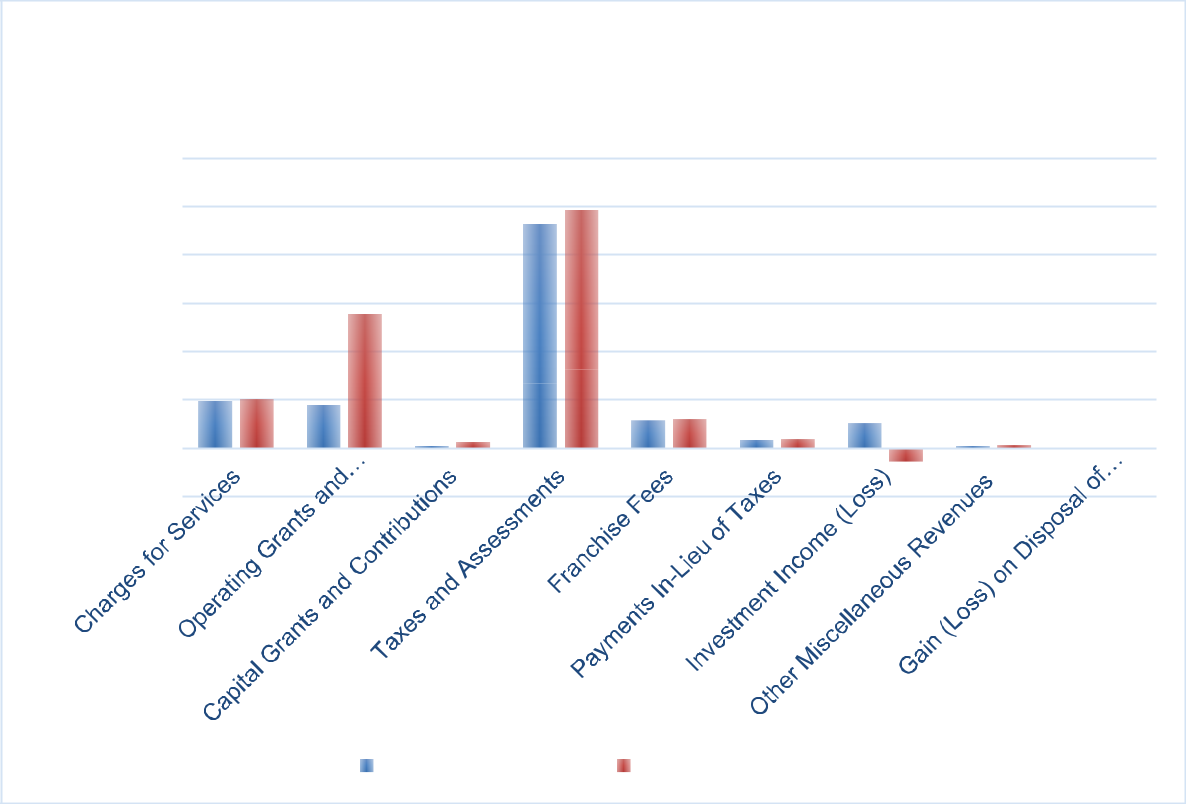 Charges for Services
Operating Grants and…
Capital Grants and Contributions
Taxes and Assessments
Franchise Fees
Payments In-Lieu of Taxes
Investment Income (Loss)
Other Miscellaneous Revenues
Gain (Loss) on Disposal of…